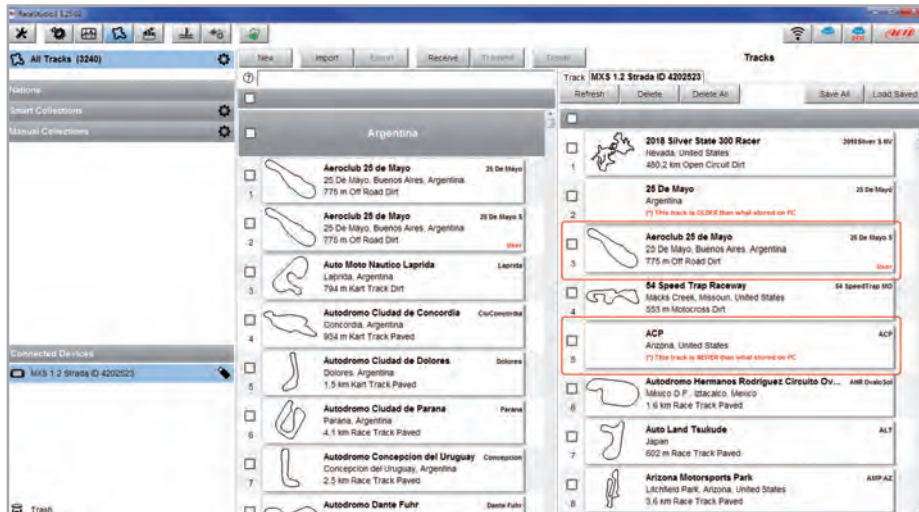 RaceStudio3 3.25.02
All Tracks (3240)
Nations
Smart Collections
Manual Collections
Connected Devices
MXS 1.2 Strada ID 4202523
Trash
New Import Export Receive Transmit
Argentina
Aeroclub 25 de Mayo 25 De Mayo
25 De Mayo, Buenos Aires, Argentina
775 m Off Road Dirt
1
Aeroclub 25 de Mayo 25 De Mayo S
25 De Mayo, Buenos Aires, Argentina
775 m Off Road Dirt
User
2
Auto Moto Nautico Laprida Laprida
Laprida, Argentina
794 m Kart Track Dirt
3
Autodromo Ciudad de Concordia CiuConcordia
Concordia, Argentina
934 m Kart Track Paved
4
Autodromo Ciudad de Dolores Dolores
Dolores, Argentina
1.5 km Kart Track Paved
5
Autodromo Ciudad de Parana Parana
Parana, Argentina
4.1 km Race Track Paved
6
Autodromo Concepcion del Uruguay Concepcion
Concepcion del Uruguay, Argentina
2.5 km Race Track Paved
7
Autodromo Dante Fuhr Dante Fuhr
Tracks
Track MXS 1.2 Strada ID 4202523
Refresh Delete Delete All Save All Load Saved
2018 Silver State 300 Racer 2018 Silver S NV
Nevada, United States
480.2 km Open Circuit Dirt
1
25 De Mayo 25 De Mayo
Argentina
(*) This track is OLDER than what stored on PC
2
Aeroclub 25 de Mayo 25 De Mayo S
25 De Mayo, Buenos Aires, Argentina
775 m Off Road Dirt
User
3
54 Speed Trap Raceway 54 SpeedTrap MO
Macks Creek, Missouri, United States
553 m Motocross Dirt
4
ACP ACP
Arizona, United States
(*) This track is NEWER than what stored on PC
5
Autodromo Hermanos Rodriguez Circuito Ov... AHR OvaloSol
México D.F., Iztacalco, Mexico
1.6 km Race Track Paved
6
Auto Land Tsukude ALT
Japan
602 m Race Track Paved
7
Arizona Motorsports Park AMP AZ
Litchfield Park, Arizona, United States
3.6 km Race Track Paved
8